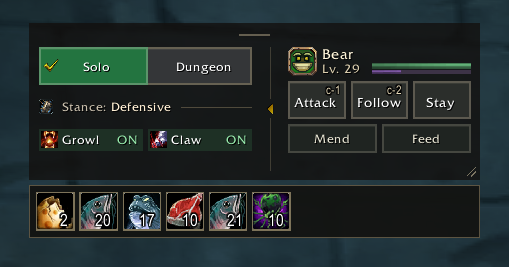 Solo
Dungeon
Stance: Defensive
Growl ON
Claw ON
Bear
Lv. 29
c-1
Attack
c-2
Follow
Stay
Mend
Feed
2
20
17
10
21
10